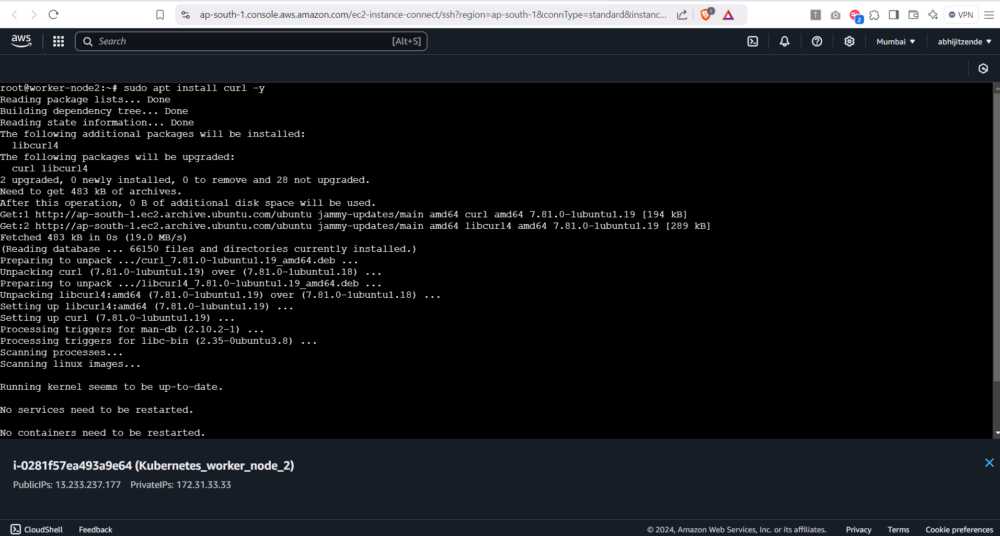 ap-south-1.console.aws.amazon.com/ec2-instance-connect/ssh?region=ap-south-1&connType=standard&instanc...
1
T
2
VPN
aws
Search
[Alt+S]
Mumbai
abhijitzende
root@worker-node2:~# sudo apt install curl -y
Reading package lists... Done
Building dependency tree... Done
Reading state information... Done
The following additional packages will be installed:
  libcurl4
The following packages will be upgraded:
  curl libcurl4
2 upgraded, 0 newly installed, 0 to remove and 28 not upgraded.
Need to get 483 kB of archives.
After this operation, 0 B of additional disk space will be used.
Get:1 http://ap-south-1.ec2.archive.ubuntu.com/ubuntu jammy-updates/main amd64 curl amd64 7.81.0-1ubuntu1.19 [194 kB]
Get:2 http://ap-south-1.ec2.archive.ubuntu.com/ubuntu jammy-updates/main amd64 libcurl4 amd64 7.81.0-1ubuntu1.19 [289 kB]
Fetched 483 kB in 0s (19.0 MB/s)
(Reading database ... 66150 files and directories currently installed.)
Preparing to unpack .../curl_7.81.0-1ubuntu1.19_amd64.deb ...
Unpacking curl (7.81.0-1ubuntu1.19) over (7.81.0-1ubuntu1.18) ...
Preparing to unpack .../libcurl4_7.81.0-1ubuntu1.19_amd64.deb ...
Unpacking libcurl4:amd64 (7.81.0-1ubuntu1.19) over (7.81.0-1ubuntu1.18) ...
Setting up libcurl4:amd64 (7.81.0-1ubuntu1.19) ...
Setting up curl (7.81.0-1ubuntu1.19) ...
Processing triggers for man-db (2.10.2-1) ...
Processing triggers for libc-bin (2.35-0ubuntu3.8) ...
Scanning processes...
Scanning linux images...
Running kernel seems to be up-to-date.
No services need to be restarted.
No containers need to be restarted.
i-0281f57ea493a9e64 (Kubernetes_worker_node_2)
PublicIPs: 13.233.237.177 PrivateIPs: 172.31.33.33
CloudShell Feedback © 2024, Amazon Web Services, Inc. or its affiliates. Privacy Terms Cookie preferences